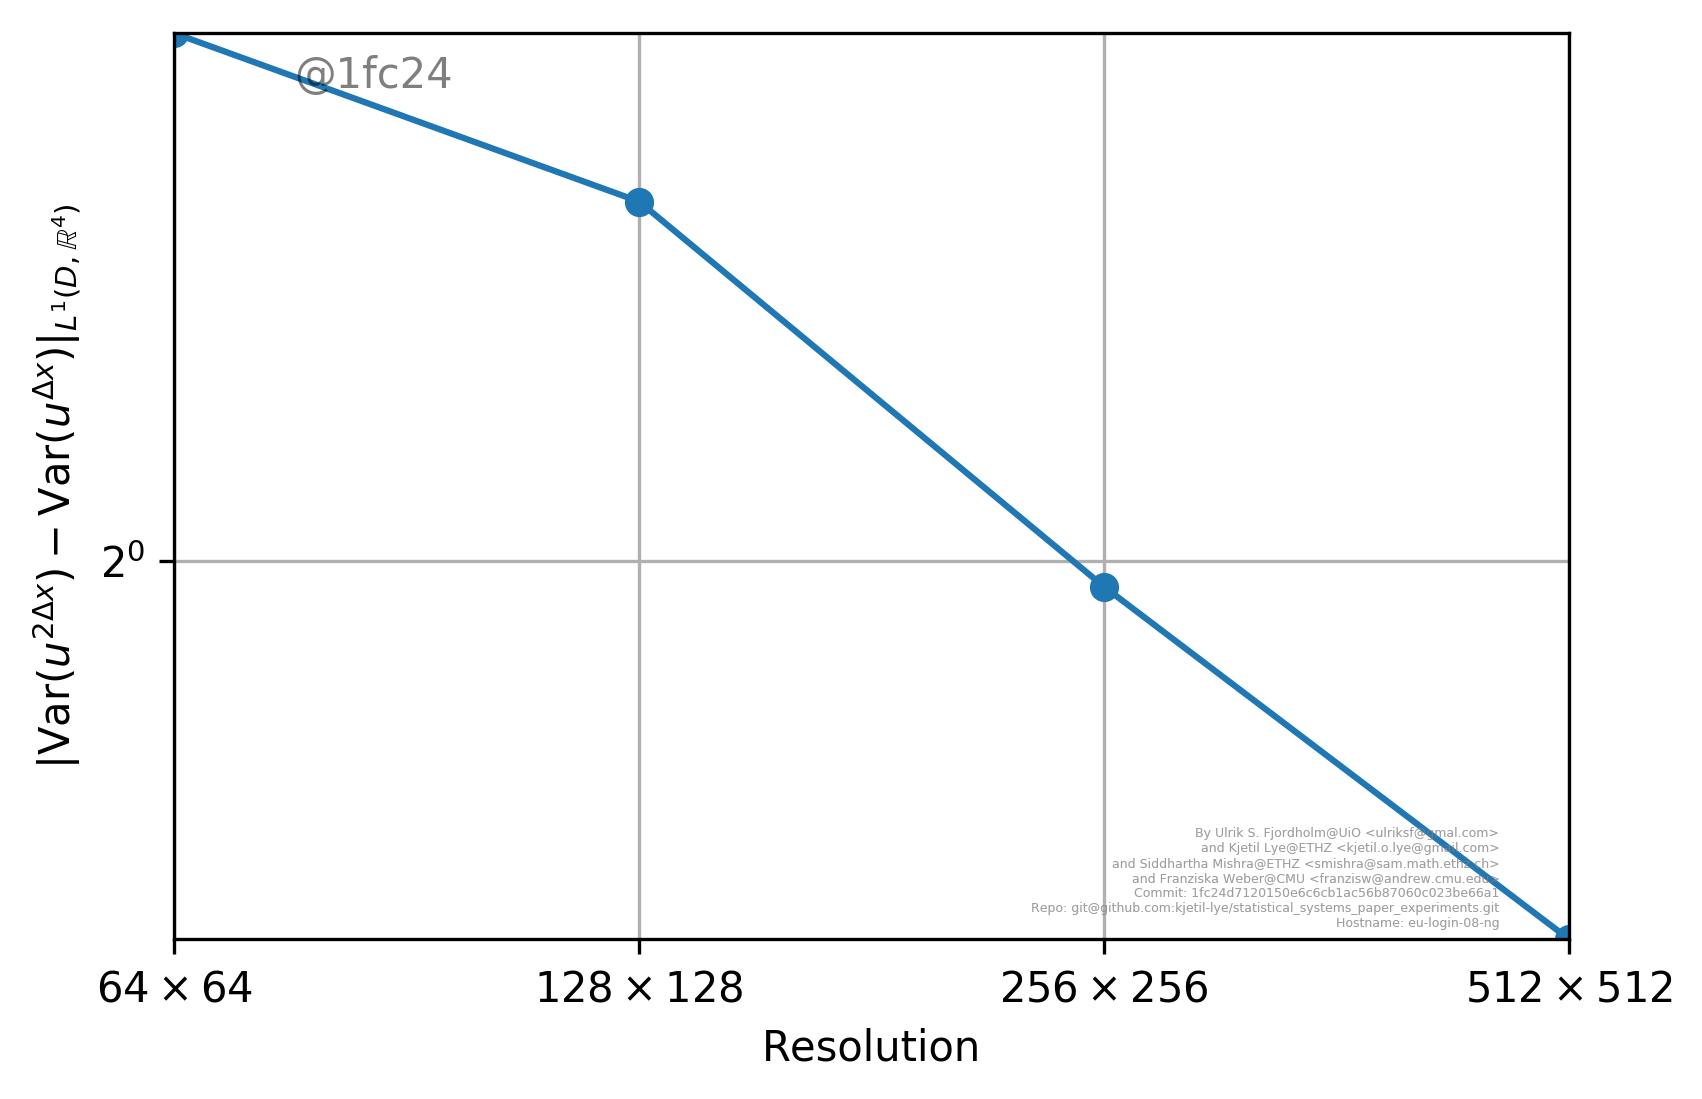 @1fc24
|Var(u^{2Δx}) − Var(u^{Δx})|_{L^1(D, ℝ^4)}
2^0
By Ulrik S. Fjordholm@UiO <ulriksf@gmal.com>
and Kjetil Lye@ETHZ <kjetil.o.lye@gmail.com>
and Siddhartha Mishra@ETHZ <smishra@sam.math.ethz.ch>
and Franziska Weber@CMU <franzisw@andrew.cmu.edu>
Commit: 1fc24d7120150e6c6cb1ac56b87060c023be66a1
Repo: git@github.com:kjetil-lye/statistical_systems_paper_experiments.git
Hostname: eu-login-08-ng
64 × 64 128 × 128 256 × 256 512 × 512
Resolution